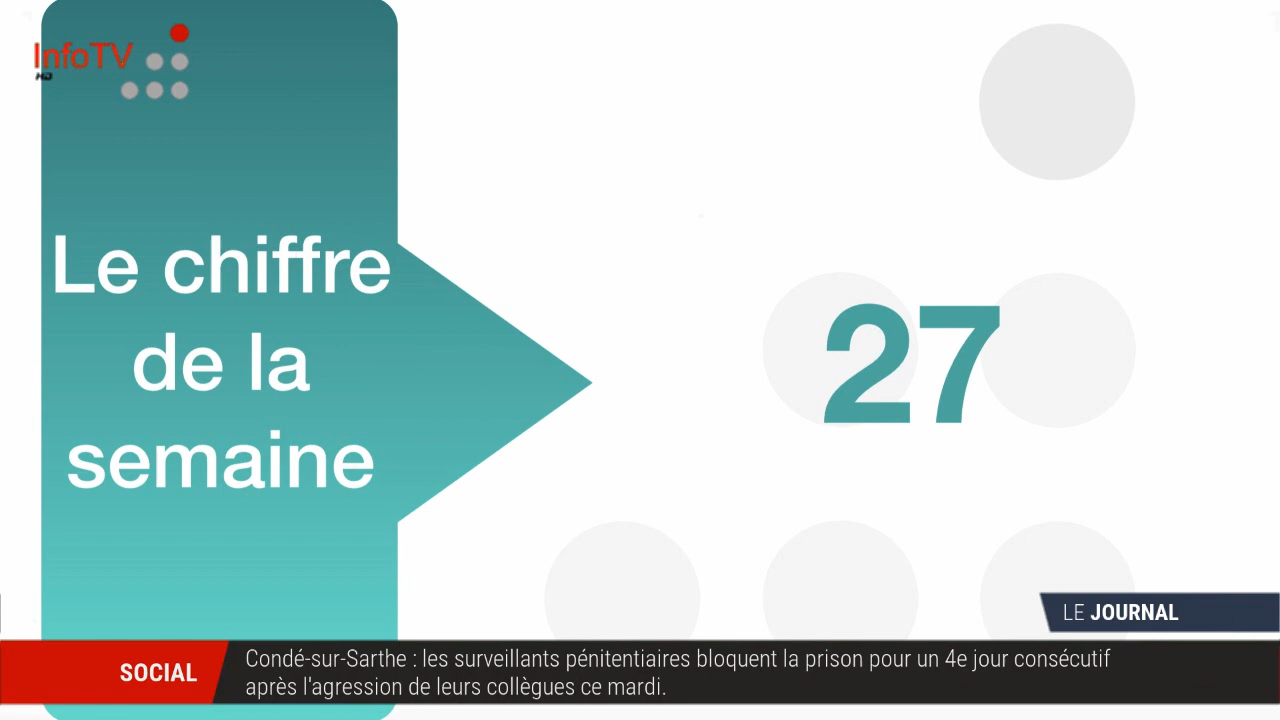 InfoTV
HD
Le chiffre
de la
semaine
27
LE JOURNAL
SOCIAL
Condé-sur-Sarthe : les surveillants pénitentiaires bloquent la prison pour un 4e jour consécutif
après l'agression de leurs collègues ce mardi.